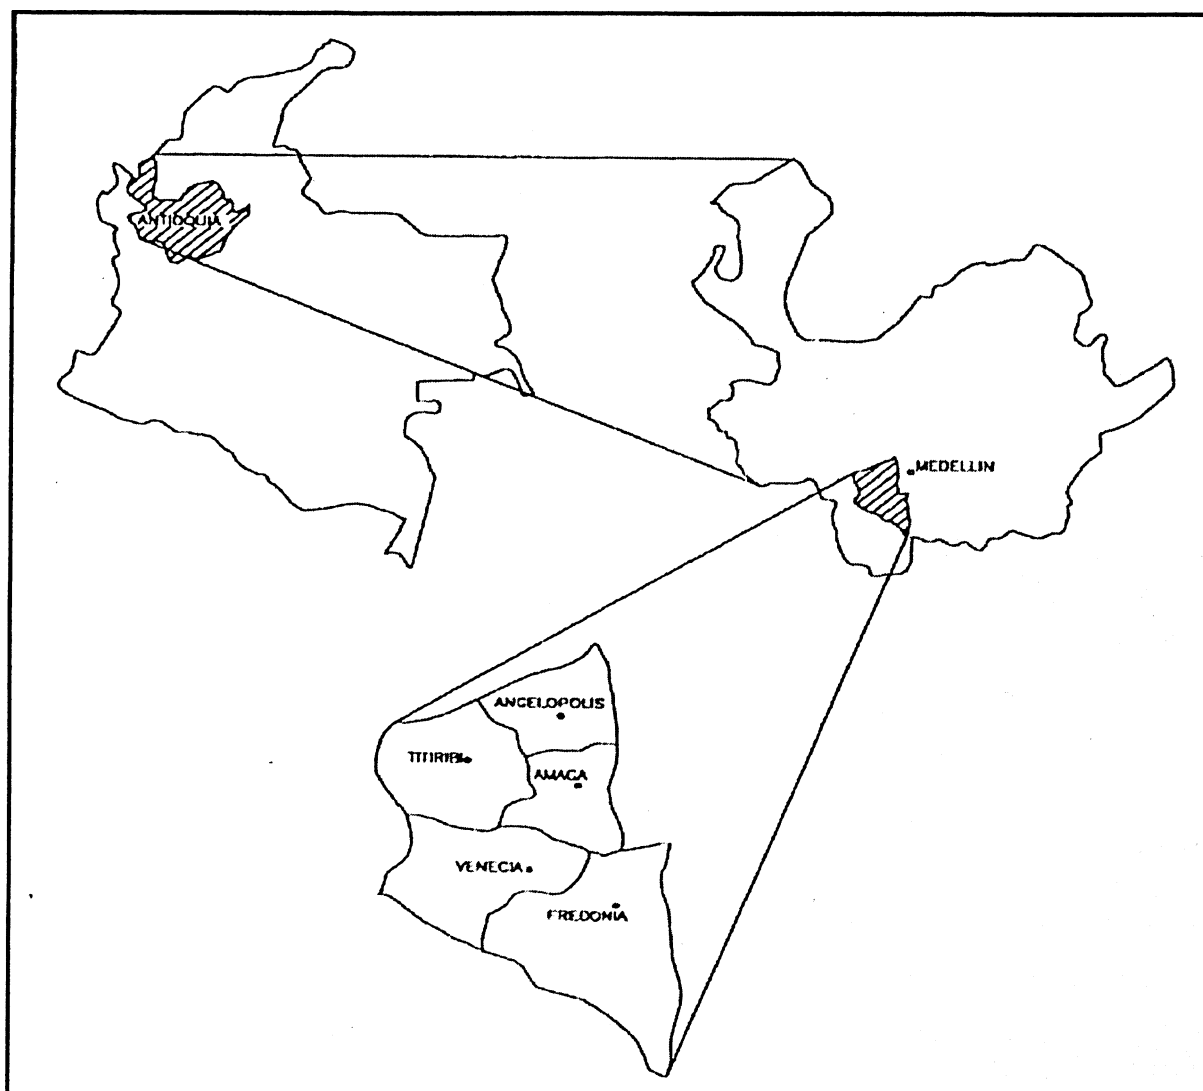 ANTIOQUIA
MEDELLIN
ANGELOPOLIS
TITIRIBI
AMAGA
VENECIA
FREDONIA